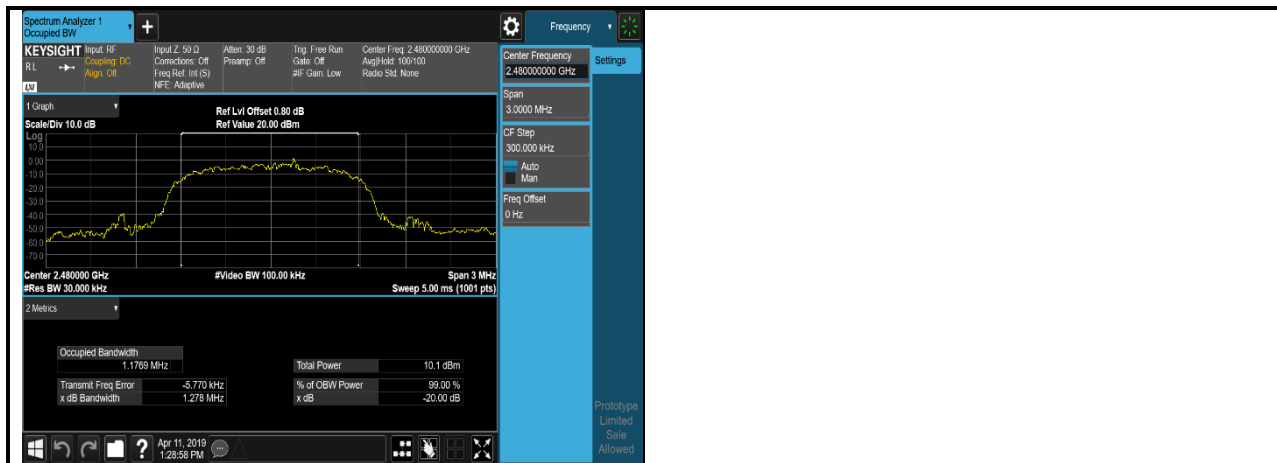 Spectrum Analyzer 1
Occupied BW
+
Frequency
KEYSIGHT
RL
Input: RF
Coupling: DC
Align: Off
Input Z: 50 Ω
Corrections: Off
Freq Ref: Int (S)
NFE: Adaptive
Atten: 30 dB
Preamp: Off
Trig: Free Run
Gate: Off
#IF Gain: Low
Center Freq: 2.480000000 GHz
Avg|Hold: 100/100
Radio Std: None
Center Frequency
2.480000000 GHz
Settings
Span
3.0000 MHz
CF Step
300.000 kHz
Auto
Man
Freq Offset
0 Hz
1 Graph
Scale/Div 10.0 dB
Ref Lvl Offset 0.80 dB
Ref Value 20.00 dBm
Log
10.0
0.00
-10.0
-20.0
-30.0
-40.0
-50.0
-60.0
-70.0
Center 2.480000 GHz
#Video BW 100.00 kHz
Span 3 MHz
#Res BW 30.000 kHz
Sweep 5.00 ms (1001 pts)
2 Metrics
Occupied Bandwidth
1.1769 MHz
Total Power 10.1 dBm
Transmit Freq Error -5.770 kHz
% of OBW Power 99.00 %
x dB Bandwidth 1.278 MHz
x dB -20.00 dB
Prototype
Limited
Sale
Allowed
?
Apr 11, 2019
1:28:58 PM